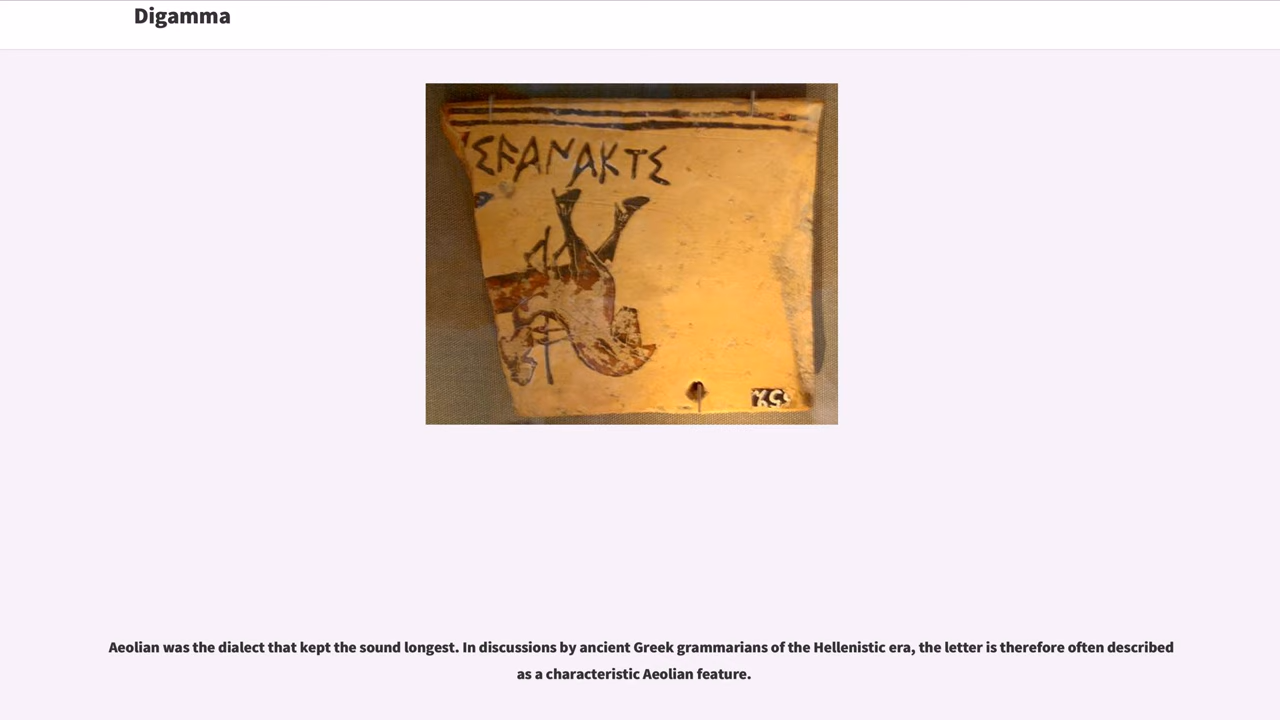 Digamma
ΣϜΑΝΑΚΤΣ
Aeolian was the dialect that kept the sound longest. In discussions by ancient Greek grammarians of the Hellenistic era, the letter is therefore often described
as a characteristic Aeolian feature.